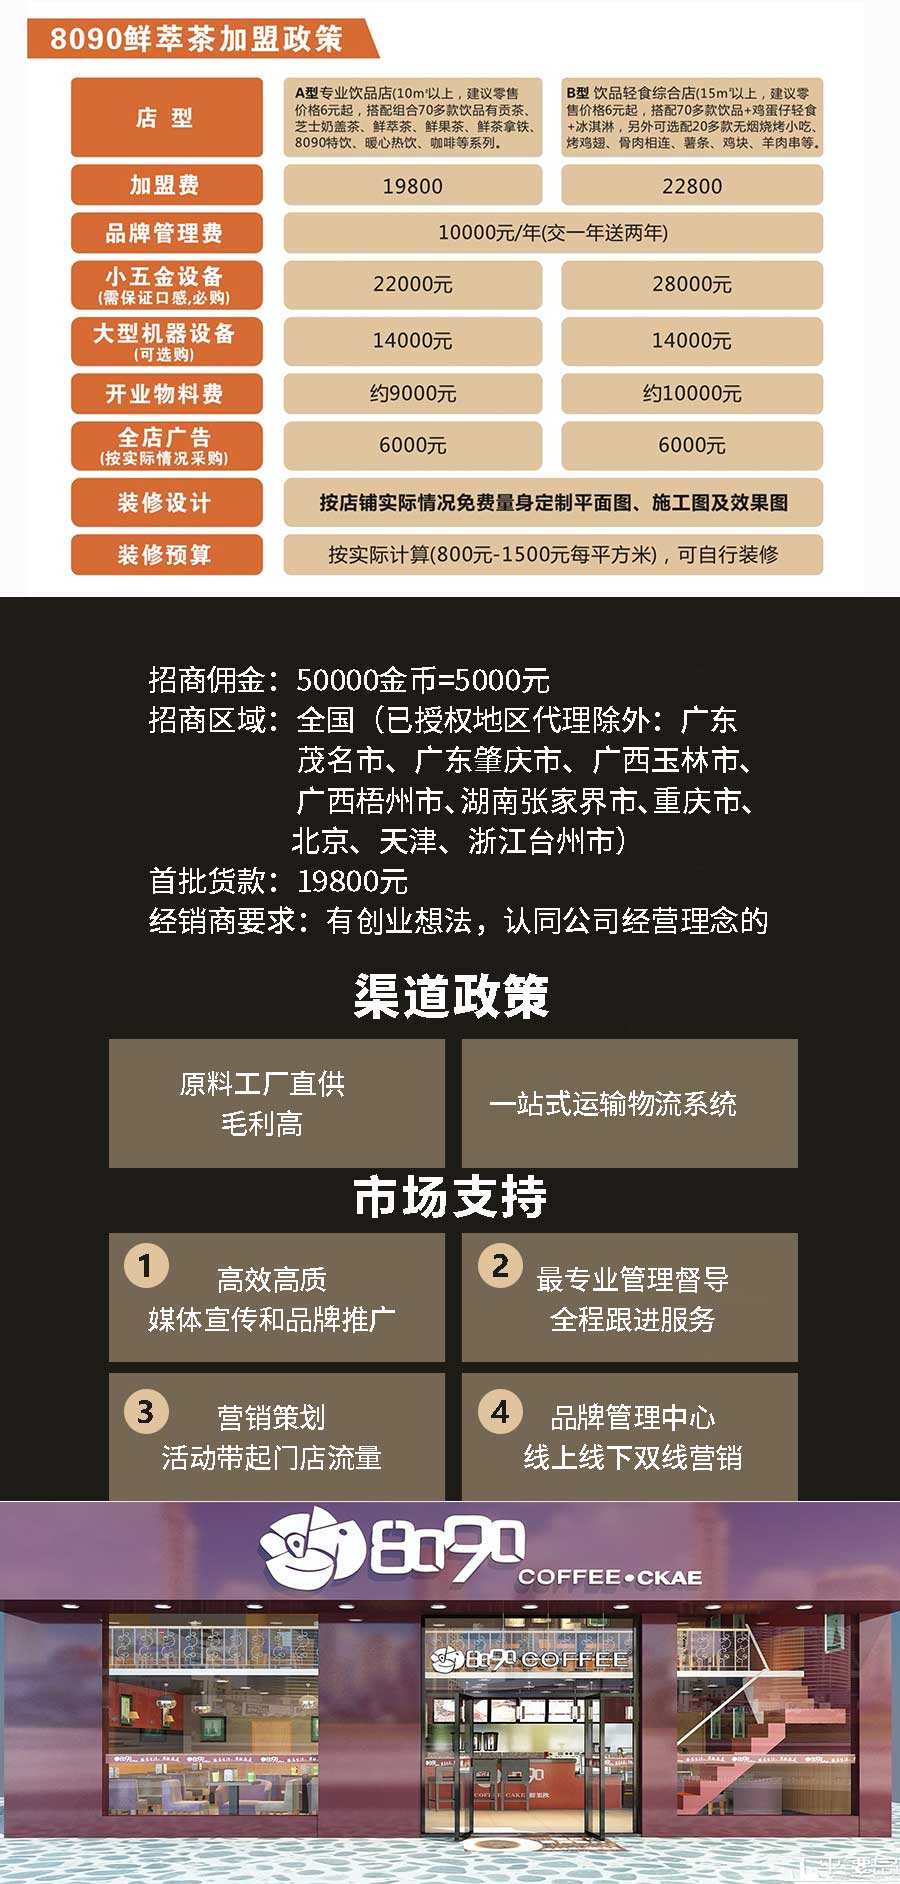 8090鲜萃茶加盟政策
店 型
A型专业饮品店(10㎡以上，建议零售
价格6元起，搭配组合70多款饮品有贡茶、
芝士奶盖茶、鲜萃茶、鲜果茶、鲜茶拿铁、
8090特饮、暖心热饮、咖啡等系列。
B型 饮品轻食综合店(15㎡以上，建议零
售价格6元起，搭配70多款饮品+鸡蛋仔轻食
+冰淇淋，另外可选配20多款无烟烧烤小吃、
烤鸡翅、骨肉相连、薯条、鸡块、羊肉串等。
加盟费
19800
22800
品牌管理费
10000元/年(交一年送两年)
小五金设备
(需保证口感,必购)
22000元
28000元
大型机器设备
(可选购)
14000元
14000元
开业物料费
约9000元
约10000元
全店广告
(按实际情况采购)
6000元
6000元
装修设计
按店铺实际情况免费量身定制平面图、施工图及效果图
装修预算
按实际计算(800元-1500元每平方米)，可自行装修
招商佣金：50000金币=5000元
招商区域：全国（已授权地区代理除外：广东
茂名市、广东肇庆市、广西玉林市、
广西梧州市、湖南张家界市、重庆市、
北京、天津、浙江台州市）
首批货款：19800元
经销商要求：有创业想法，认同公司经营理念的
渠道政策
原料工厂直供
毛利高
一站式运输物流系统
市场支持
1
高效高质
媒体宣传和品牌推广
2
最专业管理督导
全程跟进服务
3
营销策划
活动带起门店流量
4
品牌管理中心
线上线下双线营销
8090
COFFEE•CKAE
8090 COFFEE